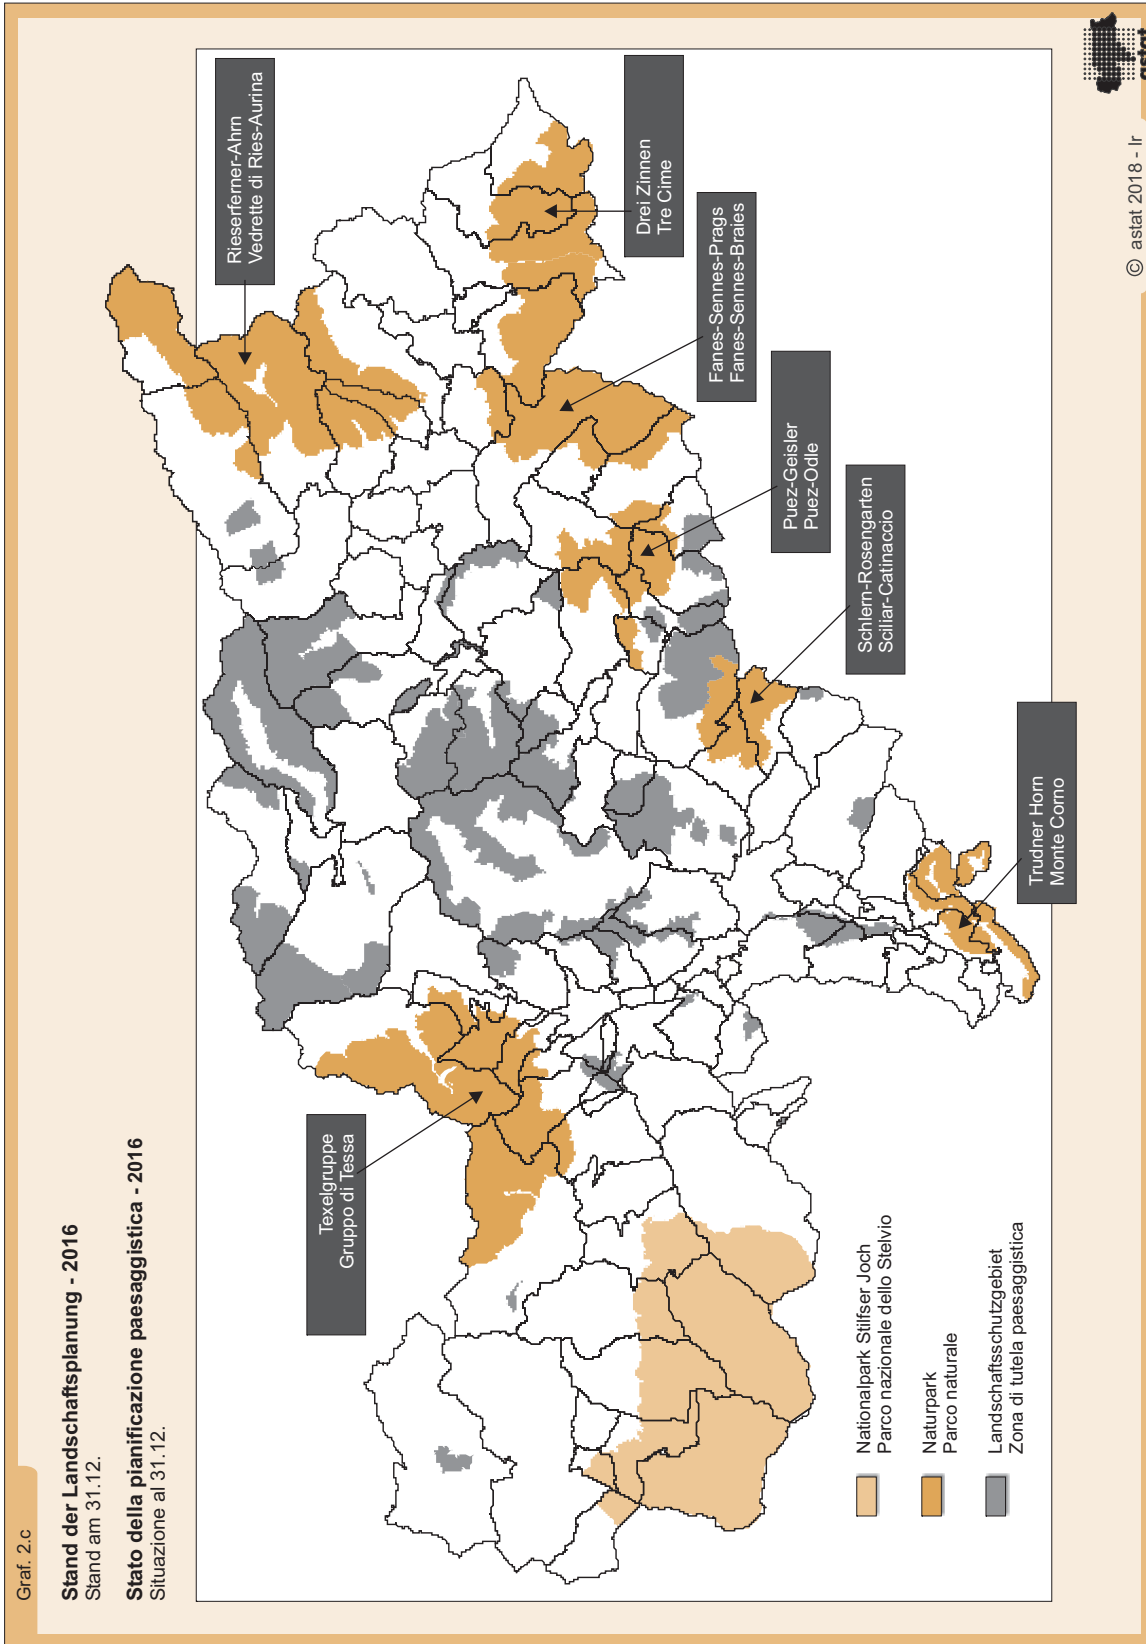 Graf. 2.c
Stand der Landschaftsplanung - 2016
Stand am 31.12.
Stato della pianificazione paesaggistica - 2016
Situazione al 31.12.
Rieserferner-Ahrn
Vedrette di Ries-Aurina
Drei Zinnen
Tre Cime
Fanes-Sennes-Prags
Fanes-Sennes-Braies
Puez-Geisler
Puez-Odle
Schlern-Rosengarten
Sciliar-Catinaccio
Trudner Horn
Monte Corno
Texelgruppe
Gruppo di Tessa
Nationalpark Stilfser Joch
Parco nazionale dello Stelvio
Naturpark
Parco naturale
Landschaftsschutzgebiet
Zona di tutela paesaggistica
© astat 2018 - lr
astat